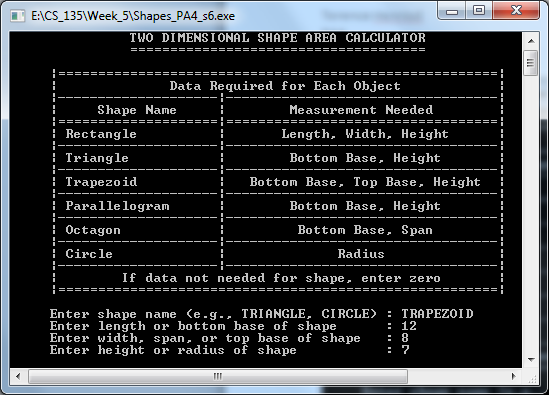 E:\CS_135\Week_5\Shapes_PA4_s6.exe
TWO DIMENSIONAL SHAPE AREA CALCULATOR
Data Required for Each Object
Shape Name Measurement Needed
Rectangle Length, Width, Height
Triangle Bottom Base, Height
Trapezoid Bottom Base, Top Base, Height
Parallelogram Bottom Base, Height
Octagon Bottom Base, Span
Circle Radius
If data not needed for shape, enter zero
Enter shape name (e.g., TRIANGLE, CIRCLE) : TRAPEZOID
Enter length or bottom base of shape : 12
Enter width, span, or top base of shape : 8
Enter height or radius of shape : 7